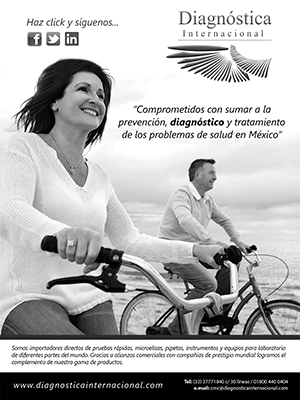 Haz click y síguenos...
Diagnóstica
Internacional
"Comprometidos con sumar a la
prevención, diagnóstico y tratamiento
de los problemas de salud en México"
Somos importadores directos de pruebas rápidas, microelisas, pipetas, instrumentos y equipos para laboratorio
de diferentes partes del mundo. Gracias a alianzas comerciales con compañías de prestigio mundial logramos el
complemento de nuestra gama de productos.
www.diagnosticainternacional.com
Tel: (33) 37771940 c/ 30 líneas / 01800 440 0404
e.mail: cenc@diagnosticainternacional.com